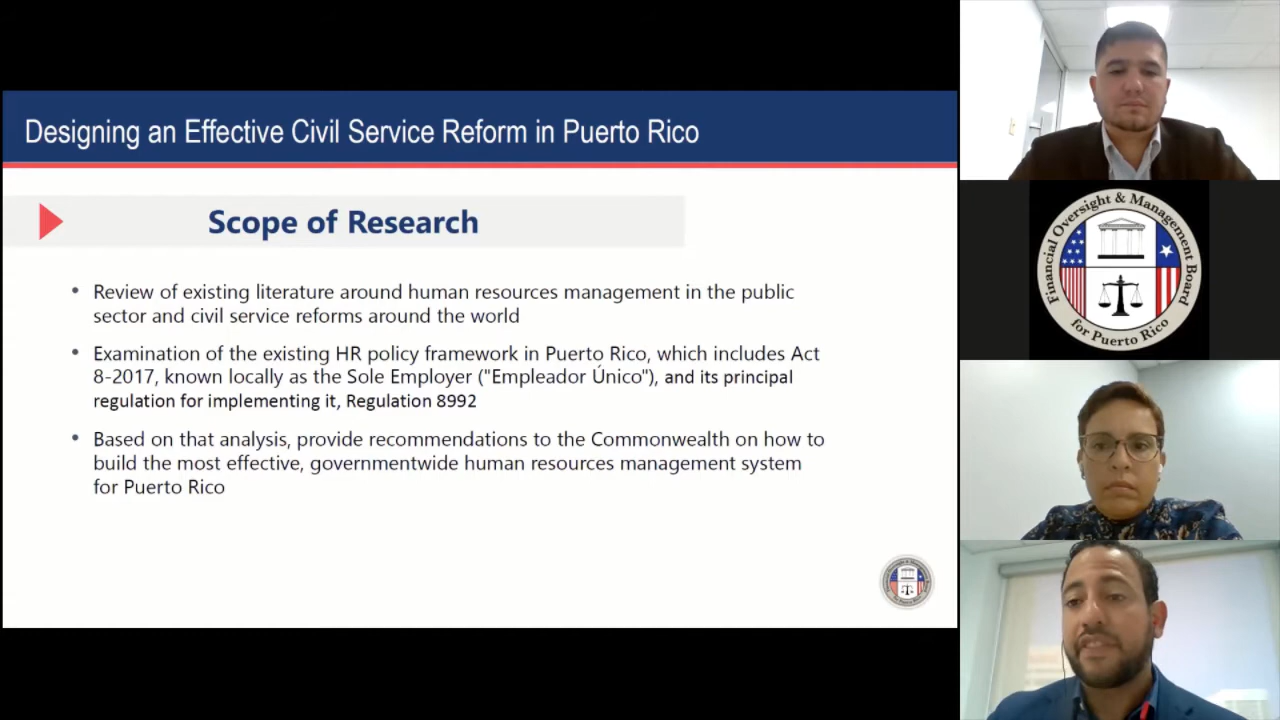 Designing an Effective Civil Service Reform in Puerto Rico
Scope of Research
• Review of existing literature around human resources management in the public
sector and civil service reforms around the world
• Examination of the existing HR policy framework in Puerto Rico, which includes Act
8-2017, known locally as the Sole Employer ("Empleador Único"), and its principal
regulation for implementing it, Regulation 8992
• Based on that analysis, provide recommendations to the Commonwealth on how to
build the most effective, governmentwide human resources management system
for Puerto Rico
Financial Oversight & Management Board
for Puerto Rico